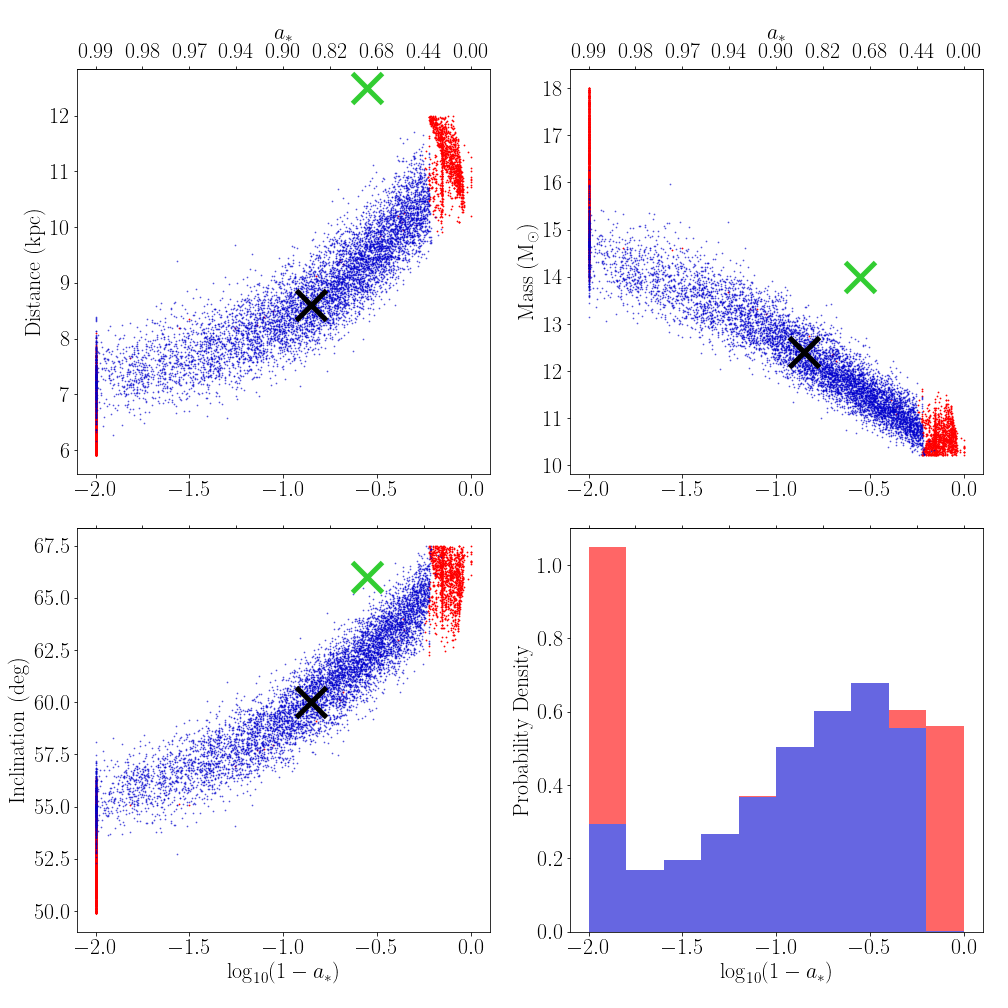 a∗ a∗
0.99 0.98 0.97 0.94 0.90 0.82 0.68 0.44 0.00 0.99 0.98 0.97 0.94 0.90 0.82 0.68 0.44 0.00
Distance (kpc)
12
11
10
9
8
7
6
−2.0 −1.5 −1.0 −0.5 0.0
Mass (M⊙)
18
17
16
15
14
13
12
11
10
−2.0 −1.5 −1.0 −0.5 0.0
Inclination (deg)
67.5
65.0
62.5
60.0
57.5
55.0
52.5
50.0
−2.0 −1.5 −1.0 −0.5 0.0
log₁₀(1 − a∗)
Probability Density
1.0
0.8
0.6
0.4
0.2
0.0
−2.0 −1.5 −1.0 −0.5 0.0
log₁₀(1 − a∗)